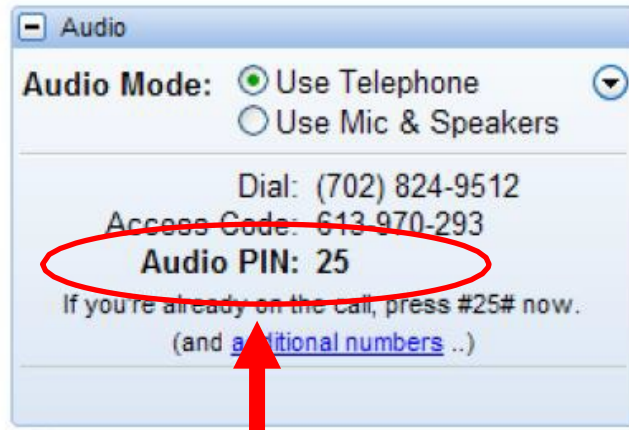 Audio
Audio Mode: Use Telephone
Use Mic & Speakers
Dial: (702) 824-9512
Access Code: 613-970-293
Audio PIN: 25
If you're already on the call, press #25# now.
(and additional numbers ..)